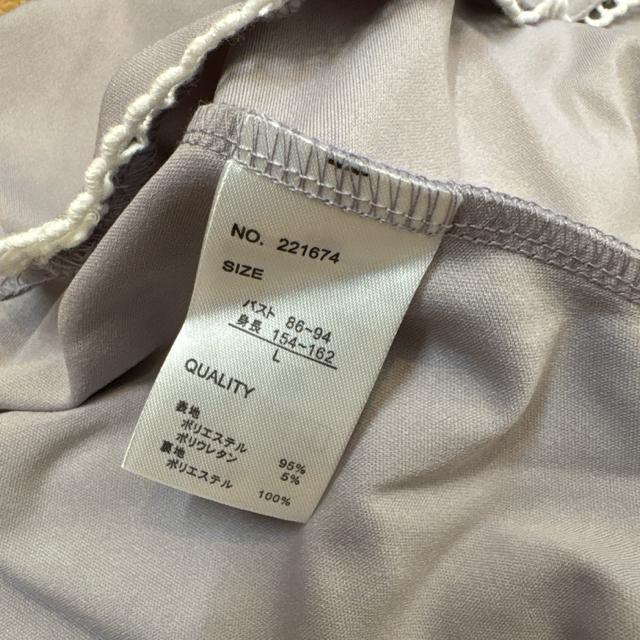 NO. 221674
SIZE
バスト 86~94
身長 154~162
L
QUALITY
表地
ポリエステル 95%
ポリウレタン 5%
裏地
ポリエステル 100%